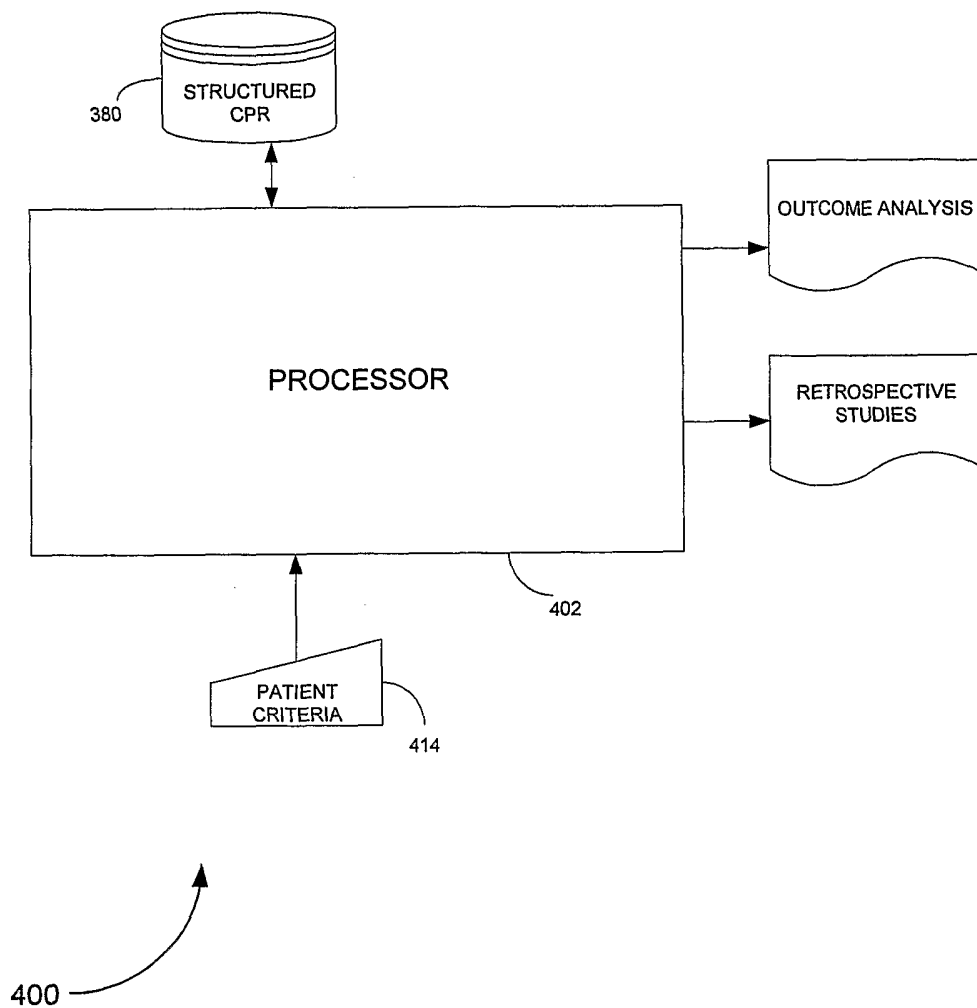 STRUCTURED
CPR
380
OUTCOME ANALYSIS
PROCESSOR
RETROSPECTIVE
STUDIES
402
PATIENT
CRITERIA
414
400